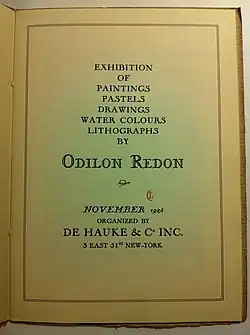 EXHIBITION
OF
PAINTINGS
PASTELS
DRAWINGS
WATER COLOURS
LITHOGRAPHS
BY
ODILON REDON
NOVEMBER 1928
ORGANIZED BY
DE HAUKE & Co INC.
3 EAST 51ST NEW-YORK